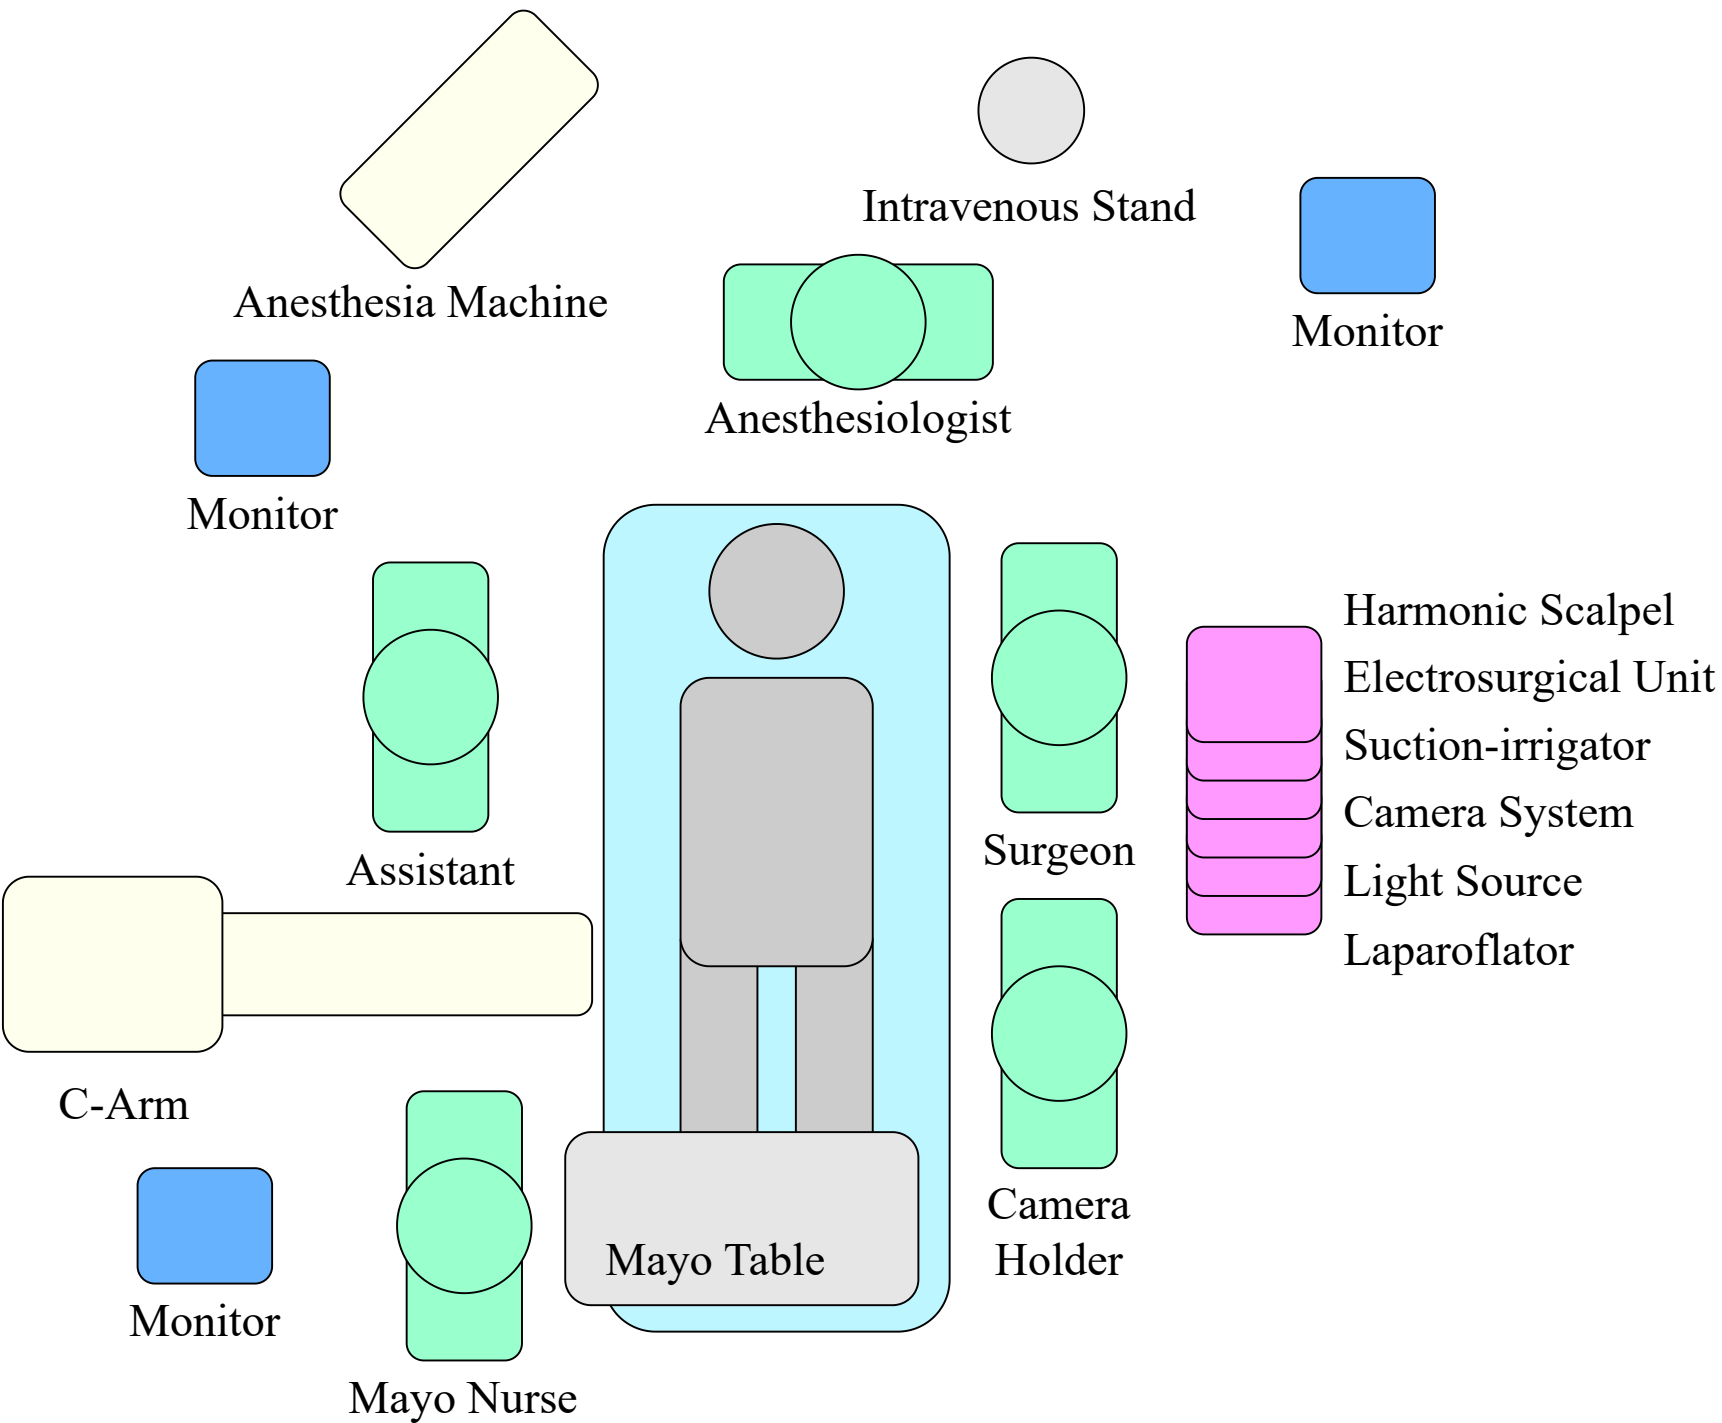 Intravenous Stand
Anesthesia Machine
Monitor
Anesthesiologist
Monitor
Harmonic Scalpel
Electrosurgical Unit
Suction-irrigator
Camera System
Light Source
Laparoflator
Surgeon
Assistant
C-Arm
Camera
Holder
Mayo Table
Monitor
Mayo Nurse